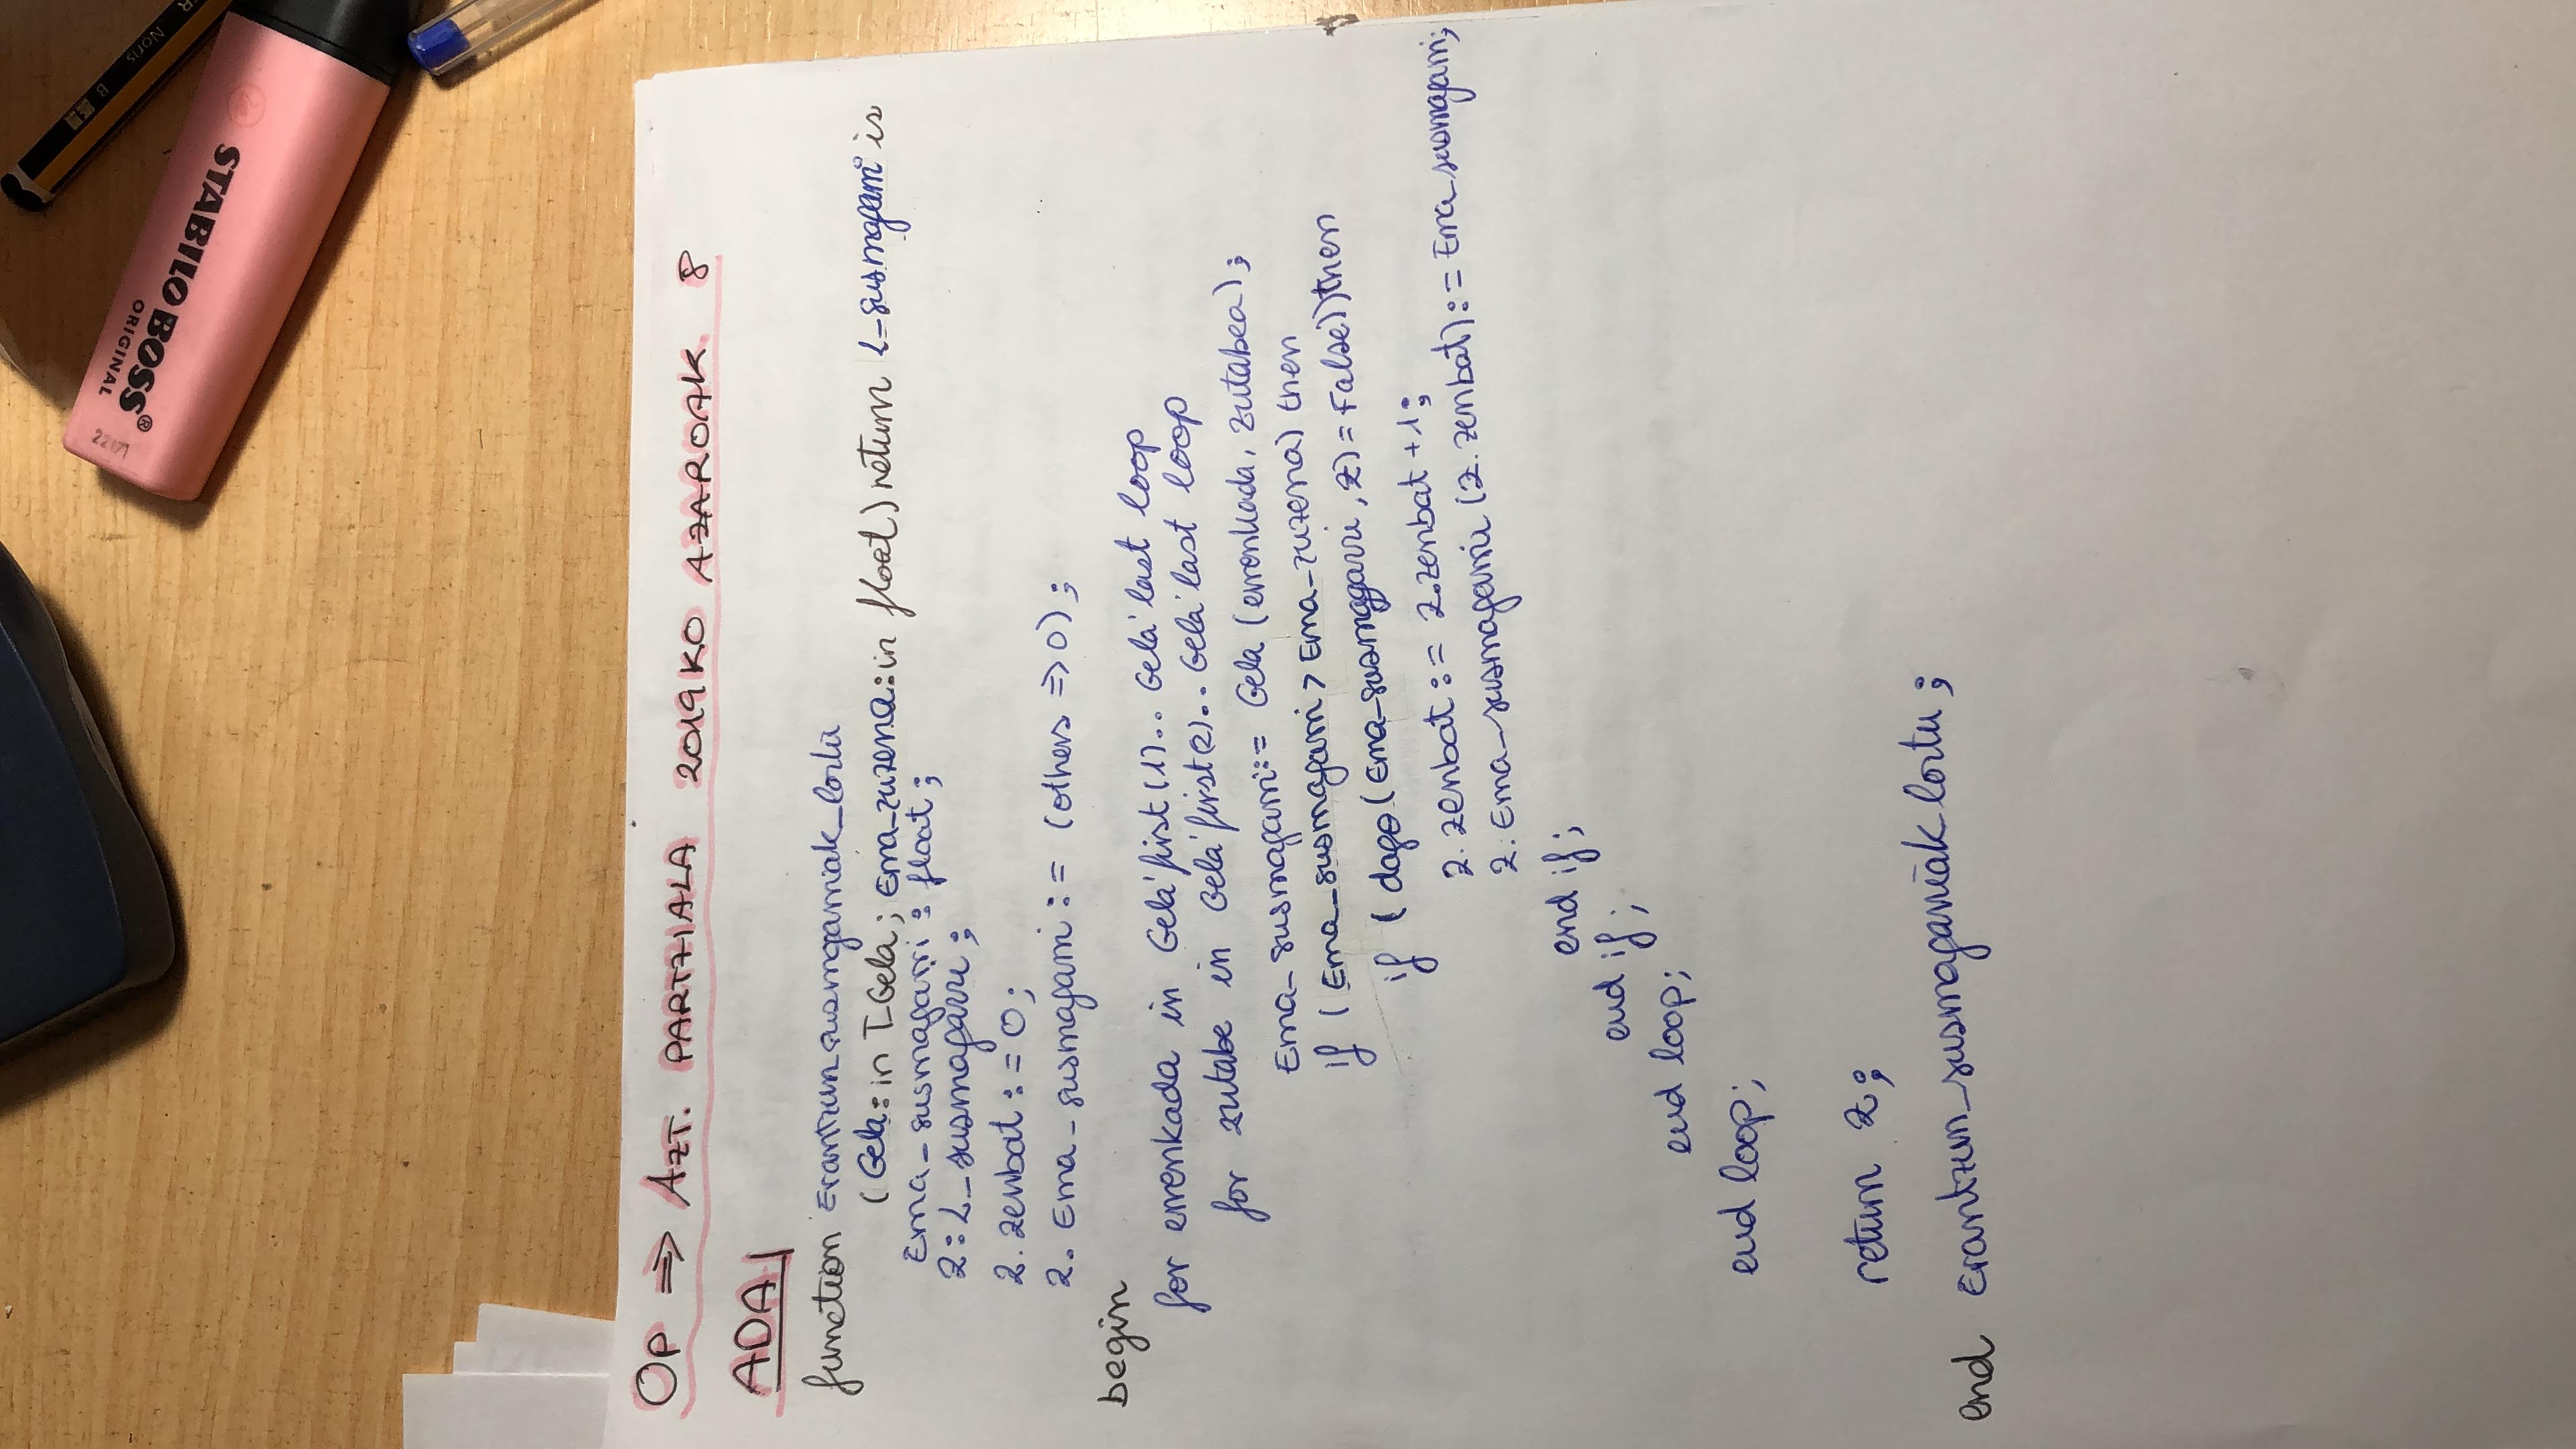 STABILO BOSS®
ORIGINAL
Noris
B
Op ⇒ AZT. PARTZIALA 2019KO AZAROAK 8
ADA
function Erantzun_susmagarriak_lortu
(Gela: in T_Gela; Ema_zuzena: in float) return L_susmagarri is
Ema_susmagarri : float;
Z: L_susmagarri;
Z. zenbat := 0;
Z. Ema_susmagarri := (others => 0);
begin
for errenkada in Gela'first(1).. Gela'last loop
for zutabe in Gela'first(2).. Gela'last loop
Ema_susmagarri:= Gela (errenkada, zutabea);
if (Ema_susmagarri > Ema_zuzena) then
if (dago(Ema_susmagarri, Z) = False)) then
Z. zenbat := Z.zenbat +1;
Z. Ema_susmagarri (Z. zenbat) := Ema_susmagarri;
end if;
end if;
end loop;
end loop;
return Z;
end Erantzun_susmagarriak lortu;